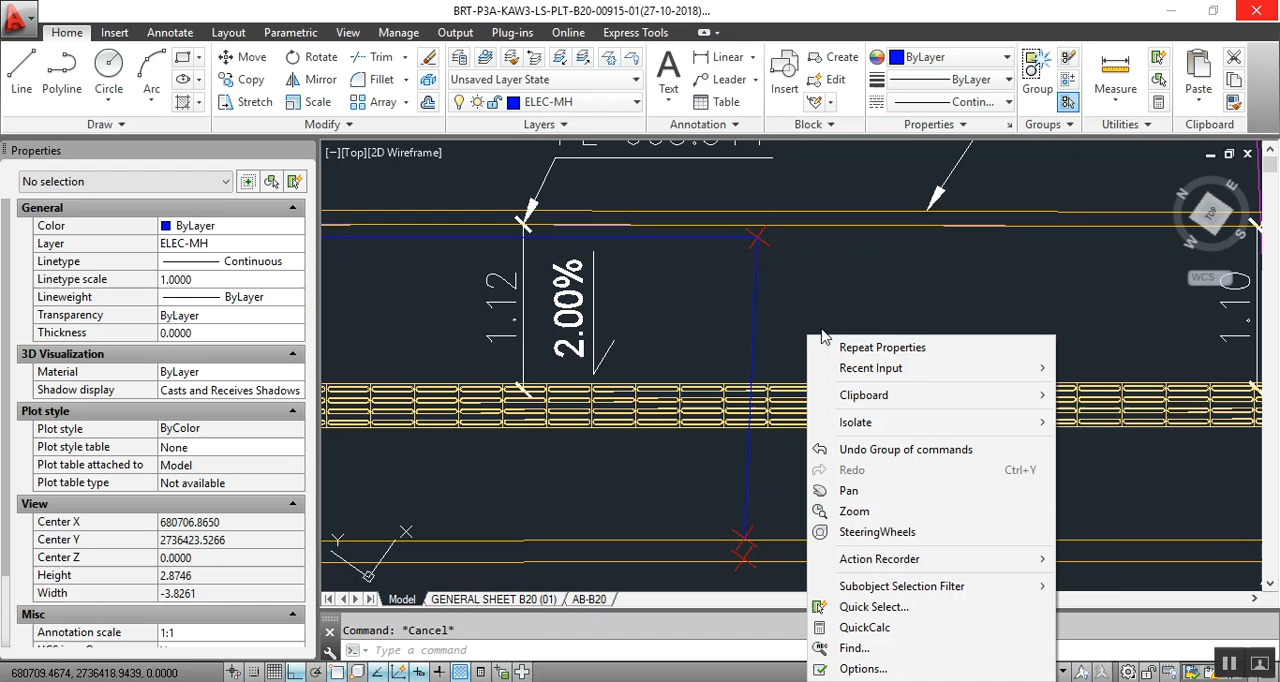 BRT-P3A-KAW3-LS-PLT-B20-00915-01(27-10-2018)...
Home Insert Annotate Layout Parametric View Manage Output Plug-ins Online Express Tools
Line Polyline Circle Arc
Move Rotate Trim
Copy Mirror Fillet
Stretch Scale Array
Unsaved Layer State
ELEC-MH
Text
Linear
Leader
Table
Insert
Create
Edit
ByLayer
ByLayer
Contin...
Group
Measure
Paste
Draw Modify Layers Annotation Block Properties Groups Utilities Clipboard
Properties
No selection
General
Color ByLayer
Layer ELEC-MH
Linetype Continuous
Linetype scale 1.0000
Lineweight ByLayer
Transparency ByLayer
Thickness 0.0000
3D Visualization
Material ByLayer
Shadow display Casts and Receives Shadows
Plot style
Plot style ByColor
Plot style table None
Plot table attached to Model
Plot table type Not available
View
Center X 680706.8650
Center Y 2736423.5266
Center Z 0.0000
Height 2.8746
Width -3.8261
Misc
Annotation scale 1:1
[−][Top][2D Wireframe]
1.12
2.00%
1.10
N
E
S
W
TOP
WCS
Y
X
Repeat Properties
Recent Input
Clipboard
Isolate
Undo Group of commands
Redo Ctrl+Y
Pan
Zoom
SteeringWheels
Action Recorder
Subobject Selection Filter
Quick Select...
QuickCalc
Find...
Options...
Model GENERAL SHEET B20 (01) AB-B20
Command: *Cancel*
Type a command
680709.4674, 2736418.9439, 0.0000